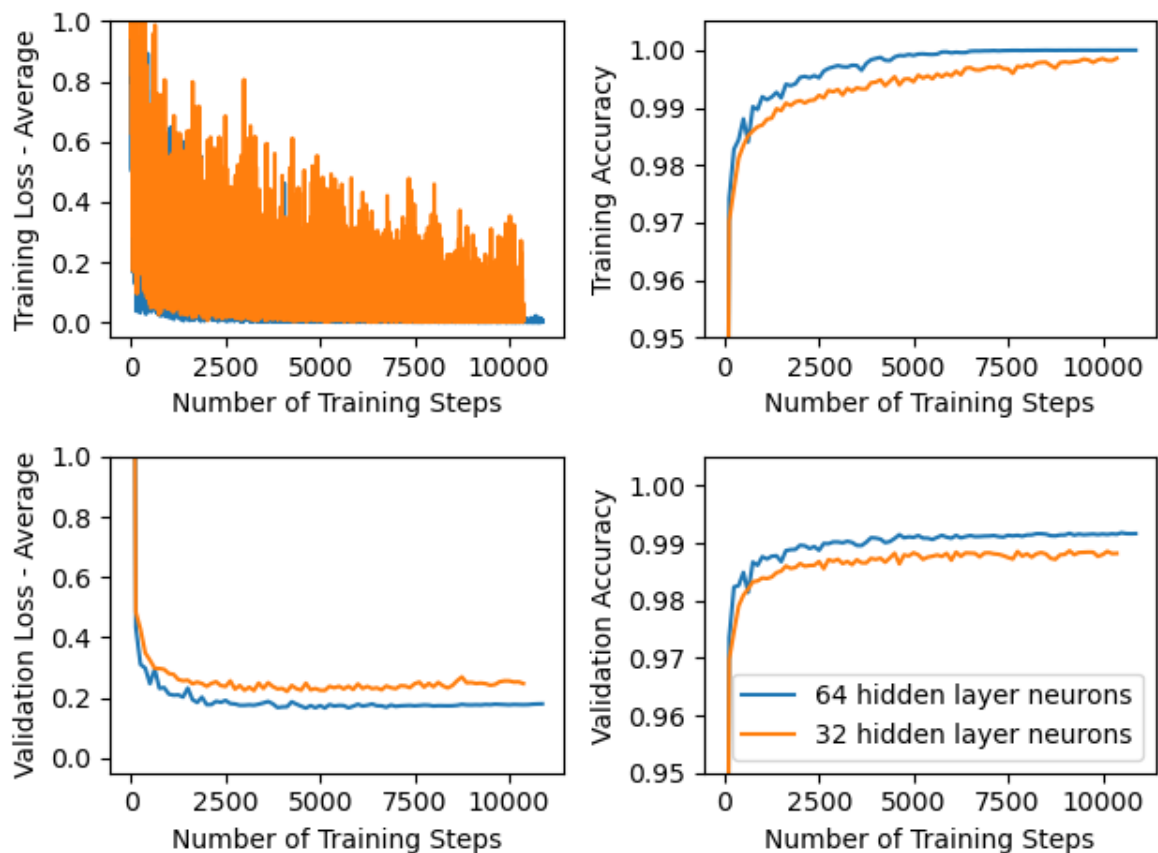 Training Loss - Average
1.0
0.8
0.6
0.4
0.2
0.0
0 2500 5000 7500 10000
Number of Training Steps
Training Accuracy
1.00
0.99
0.98
0.97
0.96
0.95
0 2500 5000 7500 10000
Number of Training Steps
Validation Loss - Average
1.0
0.8
0.6
0.4
0.2
0.0
0 2500 5000 7500 10000
Number of Training Steps
Validation Accuracy
1.00
0.99
0.98
0.97
0.96
0.95
64 hidden layer neurons
32 hidden layer neurons
0 2500 5000 7500 10000
Number of Training Steps